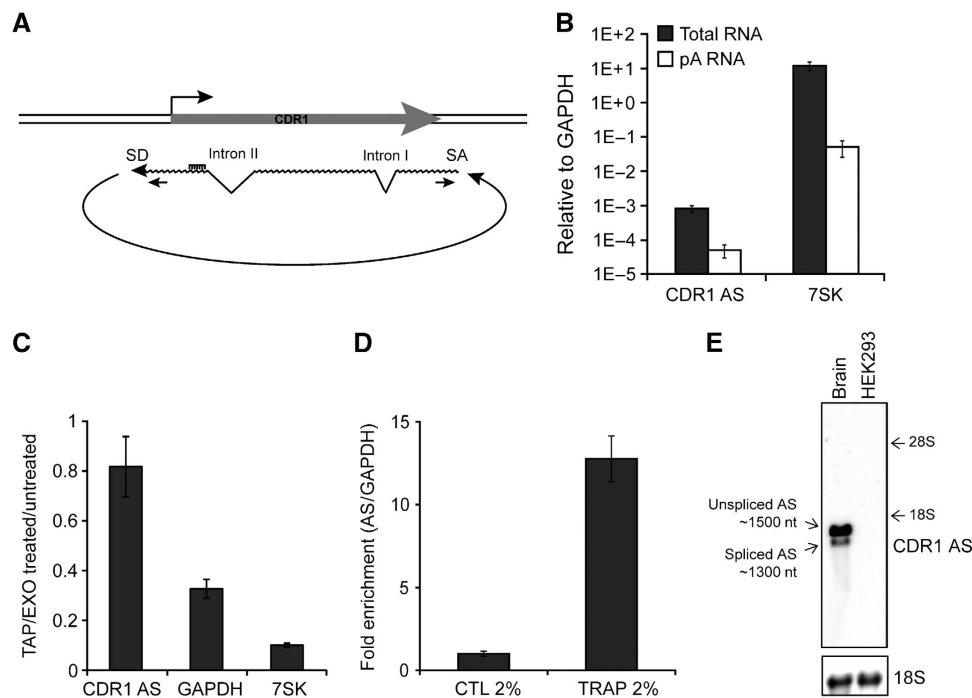 A
CDR1
SD
Intron II
Intron I
SA
B
Total RNA
pA RNA
Relative to GAPDH
1E+2
1E+1
1E+0
1E−1
1E−2
1E−3
1E−4
1E−5
CDR1 AS
7SK
C
TAP/EXO treated/untreated
1
0.8
0.6
0.4
0.2
0
CDR1 AS
GAPDH
7SK
D
Fold enrichment (AS/GAPDH)
15
10
5
0
CTL 2%
TRAP 2%
E
Brain
HEK293
28S
Unspliced AS
~1500 nt
18S
CDR1 AS
Spliced AS
~1300 nt
18S